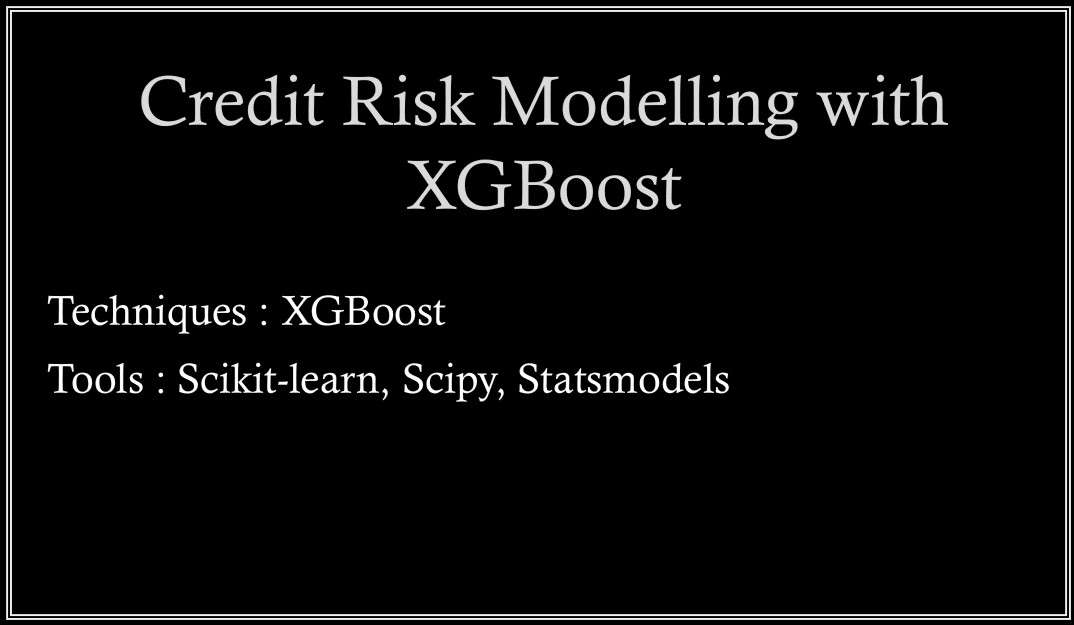 Credit Risk Modelling with
XGBoost
Techniques : XGBoost
Tools : Scikit-learn, Scipy, Statsmodels